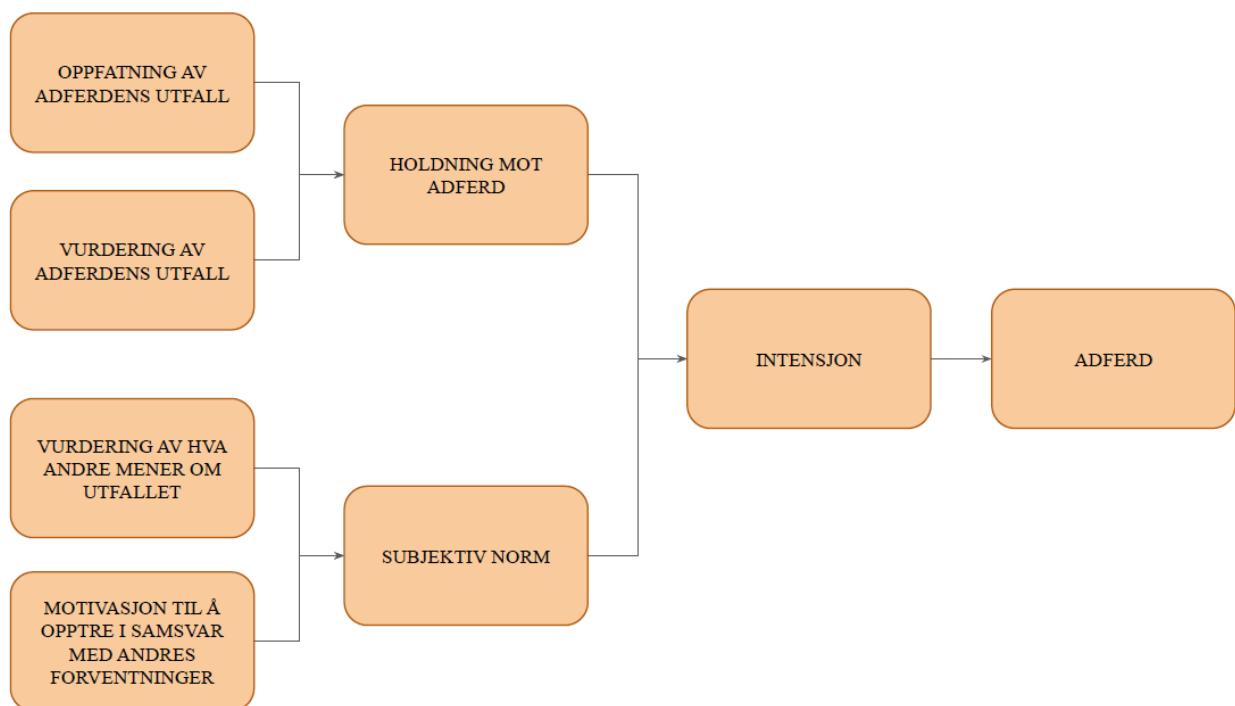 OPPFATNING AV
ADFERDENS UTFALL
VURDERING AV
ADFERDENS UTFALL
HOLDNING MOT
ADFERD
VURDERING AV HVA
ANDRE MENER OM
UTFALLET
MOTIVASJON TIL Å
OPPTRE I SAMSVAR
MED ANDRES
FORVENTNINGER
SUBJEKTIV NORM
INTENSJON
ADFERD